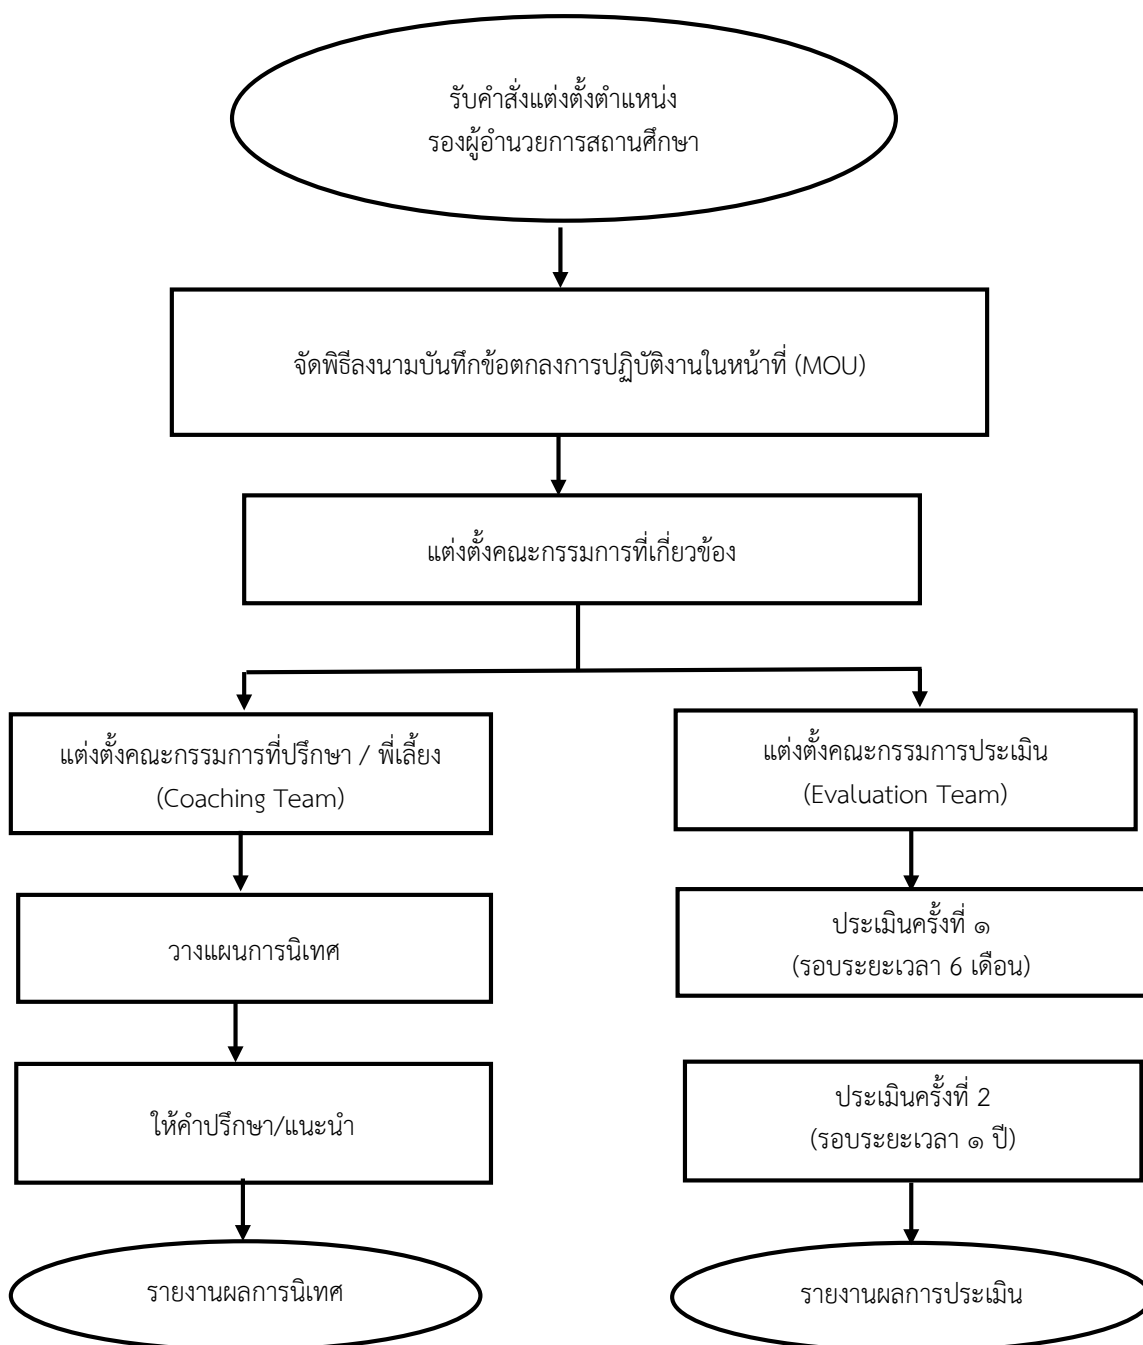 รับคำสั่งแต่งตั้งตำแหน่ง
รองผู้อำนวยการสถานศึกษา
จัดพิธีลงนามบันทึกข้อตกลงการปฏิบัติงานในหน้าที่ (MOU)
แต่งตั้งคณะกรรมการที่เกี่ยวข้อง
แต่งตั้งคณะกรรมการที่ปรึกษา / พี่เลี้ยง
(Coaching Team)
แต่งตั้งคณะกรรมการประเมิน
(Evaluation Team)
วางแผนการนิเทศ
ประเมินครั้งที่ ๑
(รอบระยะเวลา 6 เดือน)
ให้คำปรึกษา/แนะนำ
ประเมินครั้งที่ 2
(รอบระยะเวลา ๑ ปี)
รายงานผลการนิเทศ
รายงานผลการประเมิน